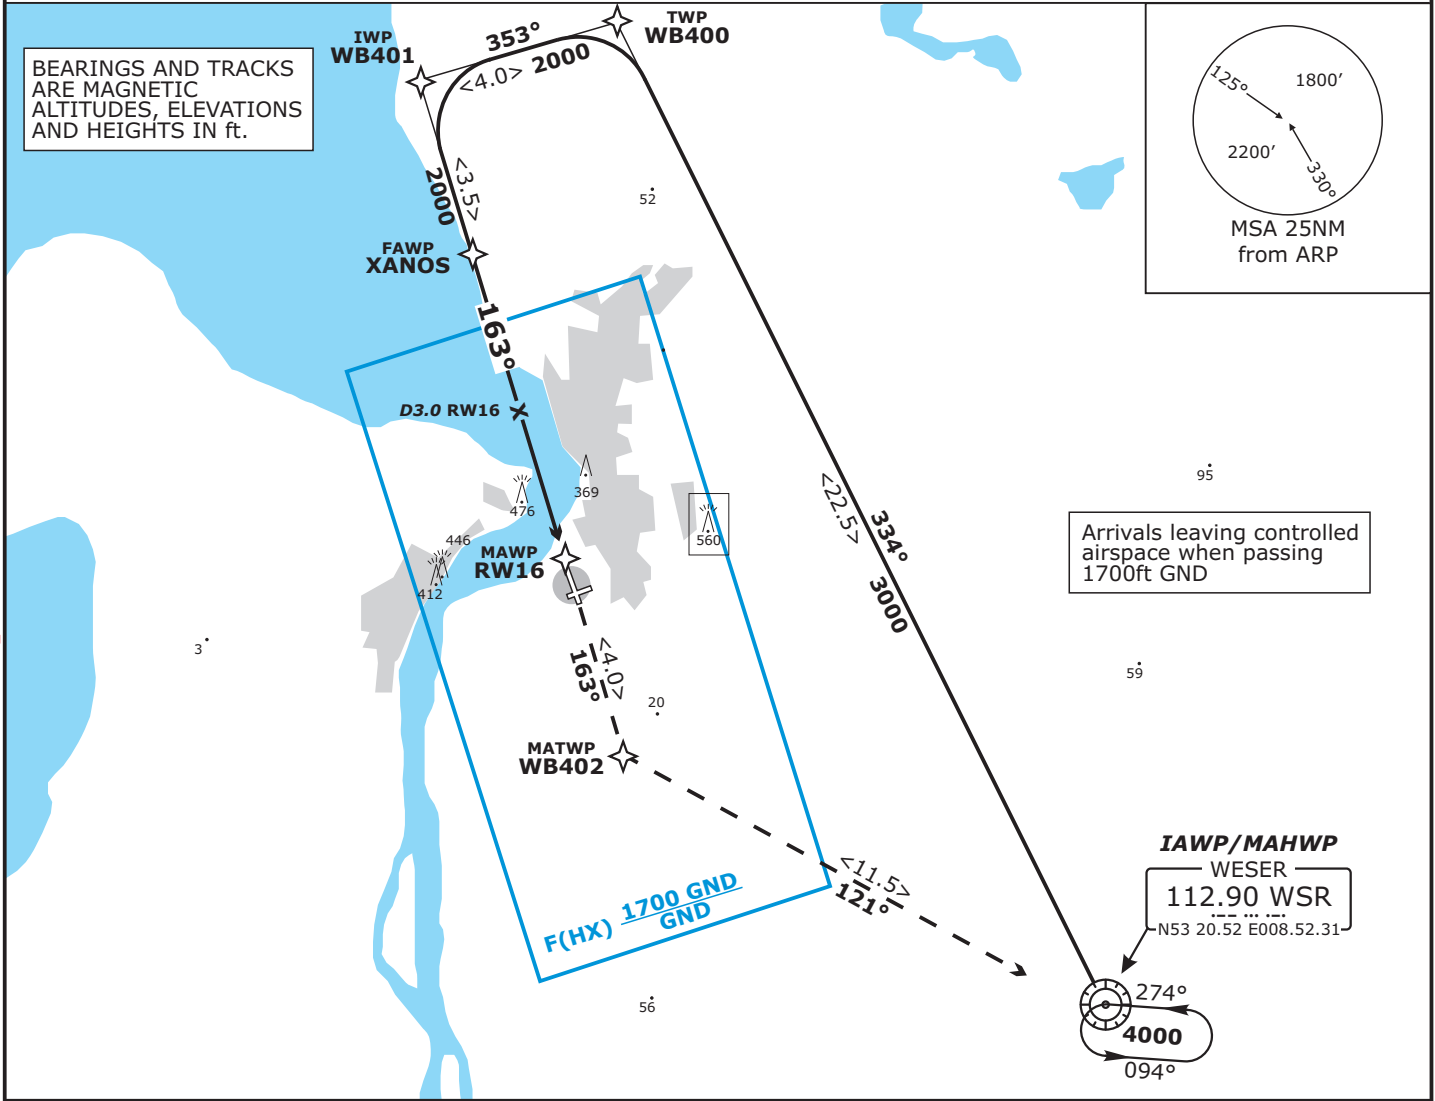 TWP
WB400
IWP
WB401
353°
<4.0> 2000
BEARINGS AND TRACKS
ARE MAGNETIC
ALTITUDES, ELEVATIONS
AND HEIGHTS IN ft.
125°
1800'
2200'
330°
MSA 25NM
from ARP
<3.5>
2000
52
FAWP
XANOS
163°
D3.0 RW16 X
369
476
446
412
560
MAWP
RW16
<22.5>
334°
3000
95
Arrivals leaving controlled
airspace when passing
1700ft GND
3
59
<4.0>
163°
20
MATWP
WB402
<11.5>
121°
F(HX) 1700 GND
GND
56
IAWP/MAHWP
WESER
112.90 WSR
N53 20.52 E008.52.31
274°
4000
094°